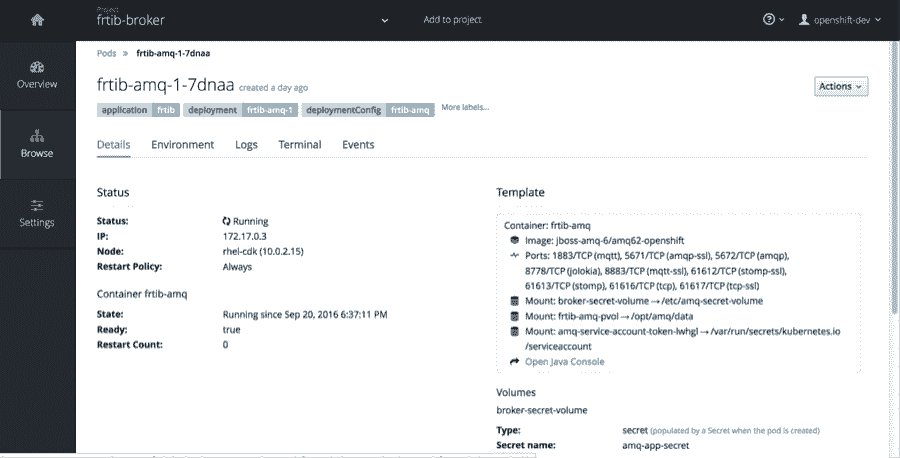 Project
frtib-broker
Add to project
openshift-dev
Overview
Browse
Settings
Pods » frtib-amq-1-7dnaa
frtib-amq-1-7dnaa created a day ago
Actions
application frtib deployment frtib-amq-1 deploymentConfig frtib-amq More labels...
Details Environment Logs Terminal Events
Status
Status: Running
IP: 172.17.0.3
Node: rhel-cdk (10.0.2.15)
Restart Policy: Always
Container frtib-amq
State: Running since Sep 20, 2016 6:37:11 PM
Ready: true
Restart Count: 0
Template
Container: frtib-amq
Image: jboss-amq-6/amq62-openshift
Ports: 1883/TCP (mqtt), 5671/TCP (amqp-ssl), 5672/TCP (amqp),
8778/TCP (jolokia), 8883/TCP (mqtt-ssl), 61612/TCP (stomp-ssl),
61613/TCP (stomp), 61616/TCP (tcp), 61617/TCP (tcp-ssl)
Mount: broker-secret-volume → /etc/amq-secret-volume
Mount: frtib-amq-pvol → /opt/amq/data
Mount: amq-service-account-token-lwhgl → /var/run/secrets/kubernetes.io
/serviceaccount
Open Java Console
Volumes
broker-secret-volume
Type: secret (populated by a Secret when the pod is created)
Secret name: amq-app-secret